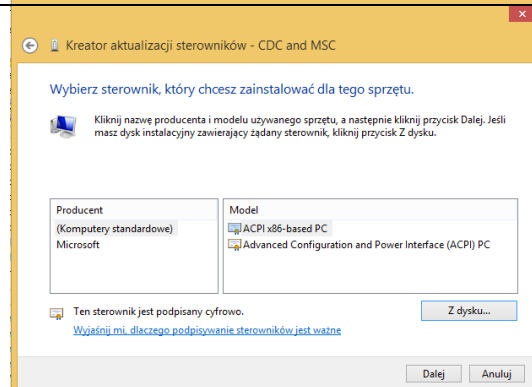 Kreator aktualizacji sterowników - CDC and MSC
Wybierz sterownik, który chcesz zainstalować dla tego sprzętu.
Kliknij nazwę producenta i modelu używanego sprzętu, a następnie kliknij przycisk Dalej. Jeśli
masz dysk instalacyjny zawierający żądany sterownik, kliknij przycisk Z dysku.
Producent
(Komputery standardowe)
Microsoft
Model
ACPI x86-based PC
Advanced Configuration and Power Interface (ACPI) PC
Ten sterownik jest podpisany cyfrowo.
Wyjaśnij mi, dlaczego podpisywanie sterowników jest ważne
Z dysku...
Dalej
Anuluj